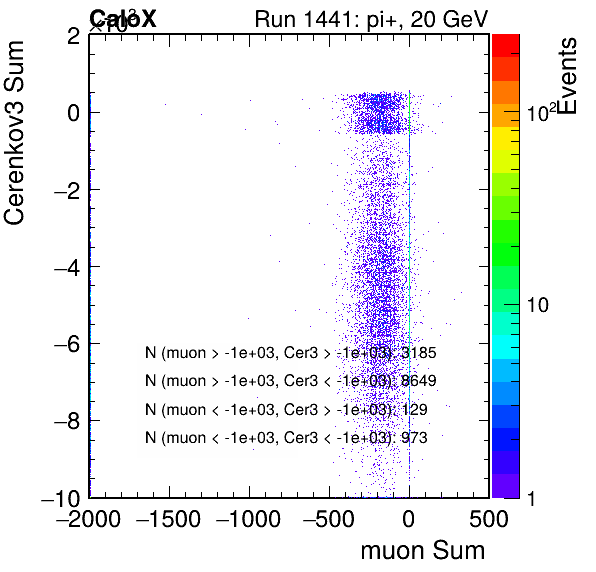 ×10³
CaloX Run 1441: pi+, 20 GeV
Cerenkov3 Sum
2
0
−2
−4
−6
−8
−10
N (muon > -1e+03, Cer3 > -1e+03): 3185
N (muon > -1e+03, Cer3 < -1e+03): 8649
N (muon < -1e+03, Cer3 > -1e+03): 129
N (muon < -1e+03, Cer3 < -1e+03): 973
−2000 −1500 −1000 −500 0 500
muon Sum
Events
10²
10
1